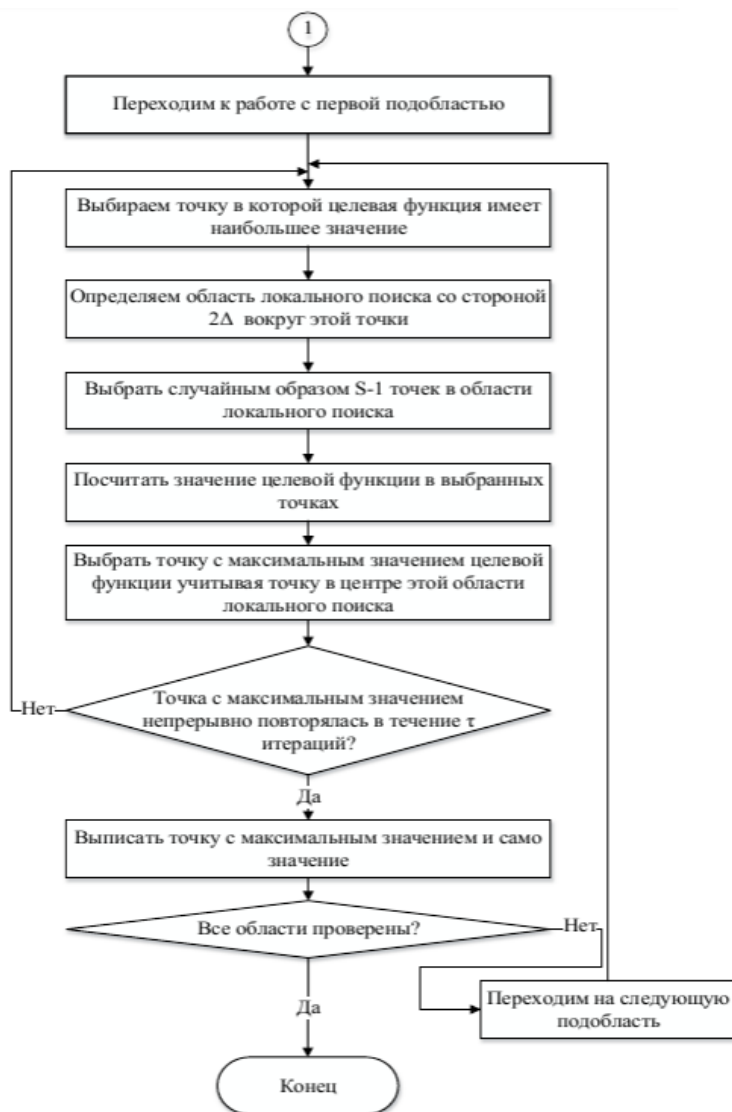 1
Переходим к работе с первой подобластью
Выбираем точку в которой целевая функция имеет
наибольшее значение
Определяем область локального поиска со стороной
2Δ вокруг этой точки
Выбрать случайным образом S-1 точек в области
локального поиска
Посчитать значение целевой функции в выбранных
точках
Выбрать точку с максимальным значением целевой
функции учитывая точку в центре этой области
локального поиска
Нет
Точка с максимальным значением
непрерывно повторялась в течение τ
итераций?
Да
Выписать точку с максимальным значением и само
значение
Все области проверены?
Нет
Переходим на следующую
подобласть
Да
Конец